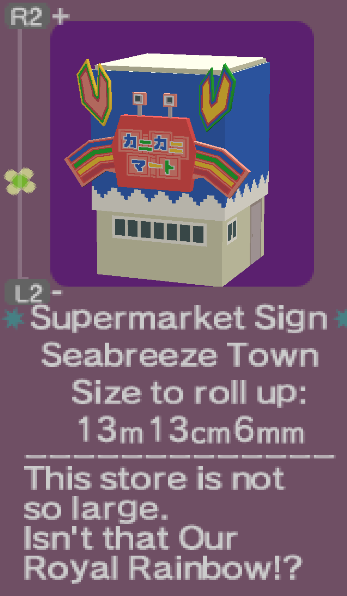 R2 +
カニカニ
マート
L2 -
Supermarket Sign
Seabreeze Town
Size to roll up:
13m13cm6mm
This store is not
so large.
Isn't that Our
Royal Rainbow!?